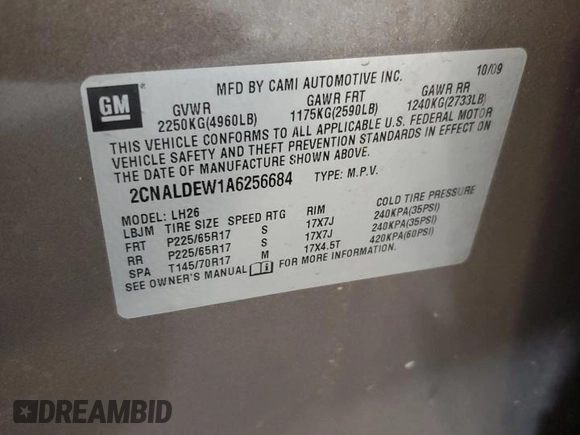 GM
MFD BY CAMI AUTOMOTIVE INC. 10/09
GVWR GAWR FRT GAWR RR
2250KG(4960LB) 1175KG(2590LB) 1240KG(2733LB)
THIS VEHICLE CONFORMS TO ALL APPLICABLE U.S. FEDERAL MOTOR
VEHICLE SAFETY AND THEFT PREVENTION STANDARDS IN EFFECT ON
THE DATE OF MANUFACTURE SHOWN ABOVE.
2CNALDEW1A6256684 TYPE: M.P.V.
MODEL: LH26
LBJM TIRE SIZE SPEED RTG RIM COLD TIRE PRESSURE
FRT P225/65R17 S 17X7J 240KPA(35PSI)
RR P225/65R17 S 17X7J 240KPA(35PSI)
SPA T145/70R17 M 17X4.5T 420KPA(60PSI)
SEE OWNER'S MANUAL FOR MORE INFORMATION.
DREAMBID